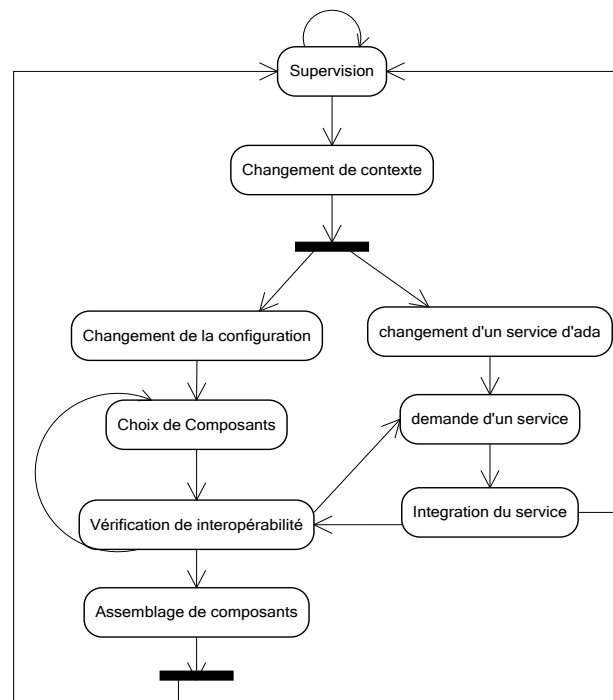 Supervision
Changement de contexte
Changement de la configuration
changement d'un service d'ada
Choix de Composants
demande d'un service
Vérification de interopérabilité
Integration du service
Assemblage de composants